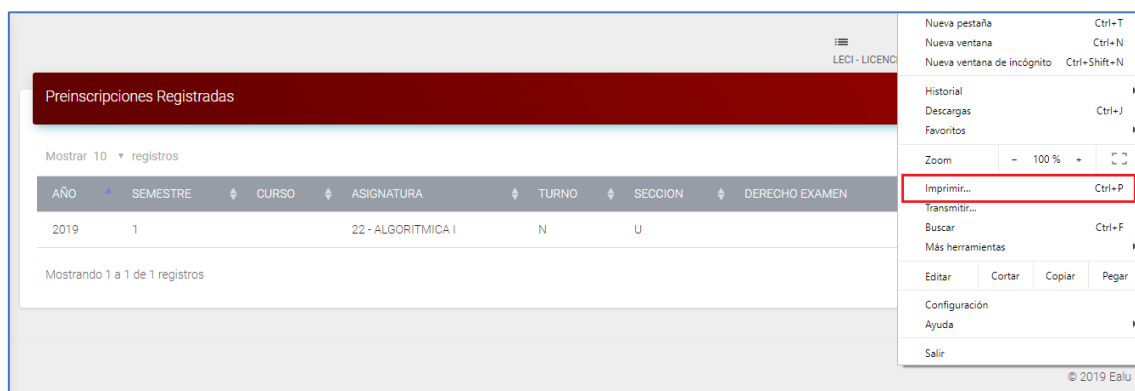 LECI - LICENC
Preinscripciones Registradas
Mostrar 10 registros
AÑO SEMESTRE CURSO ASIGNATURA TURNO SECCION DERECHO EXAMEN
2019 1 22 - ALGORITMICA I N U
Mostrando 1 a 1 de 1 registros
Nueva pestaña Ctrl+T
Nueva ventana Ctrl+N
Nueva ventana de incógnito Ctrl+Shift+N
Historial
Descargas Ctrl+J
Favoritos
Zoom - 100 % +
Imprimir... Ctrl+P
Transmitir...
Buscar Ctrl+F
Más herramientas
Editar Cortar Copiar Pegar
Configuración
Ayuda
Salir
© 2019 Ealu